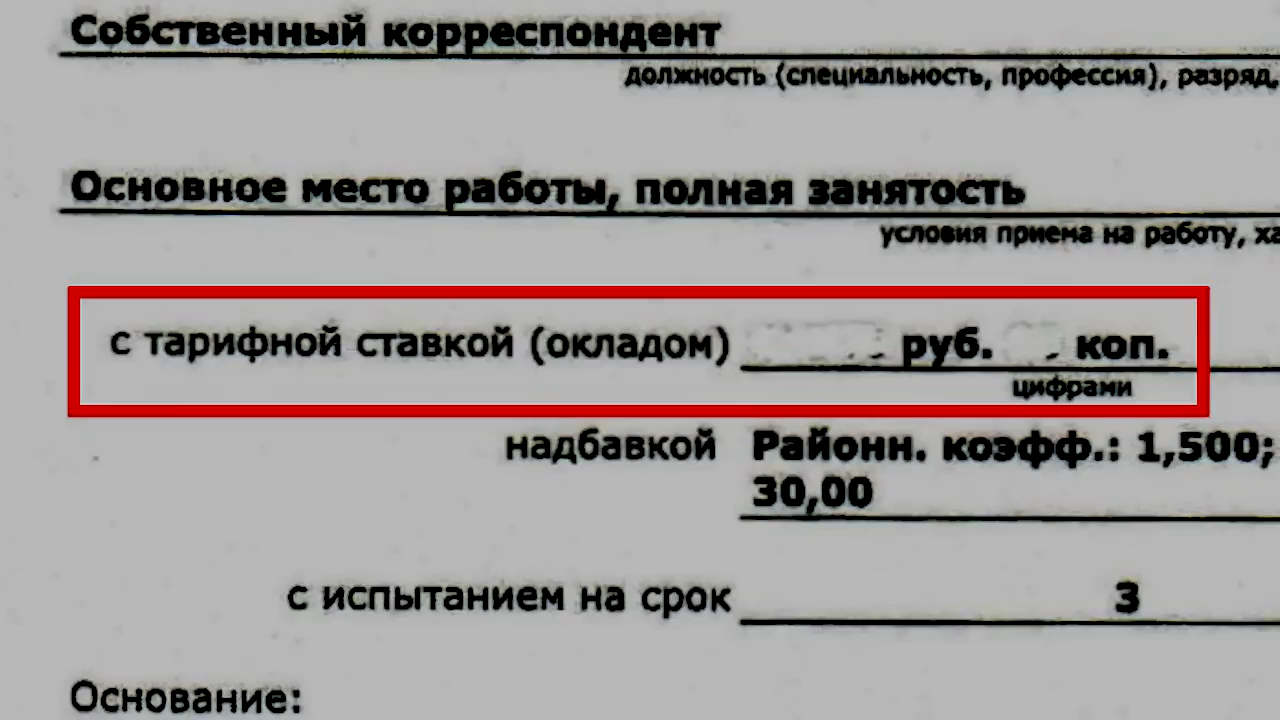 Собственный корреспондент
должность (специальность, профессия), разряд,
Основное место работы, полная занятость
условия приема на работу, ха
с тарифной ставкой (окладом) руб. коп.
цифрами
надбавкой Районн. коэфф.: 1,500;
30,00
с испытанием на срок 3
Основание: